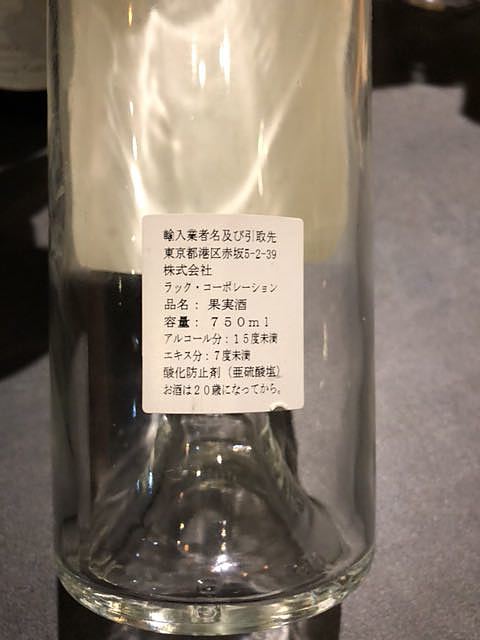 輸入業者名及び引取先
東京都港区赤坂5-2-39
株式会社
ラック・コーポレーション
品名：果実酒
容量：７５０ｍｌ
アルコール分：１５度未満
エキス分：７度未満
酸化防止剤（亜硫酸塩）
お酒は２０歳になってから。